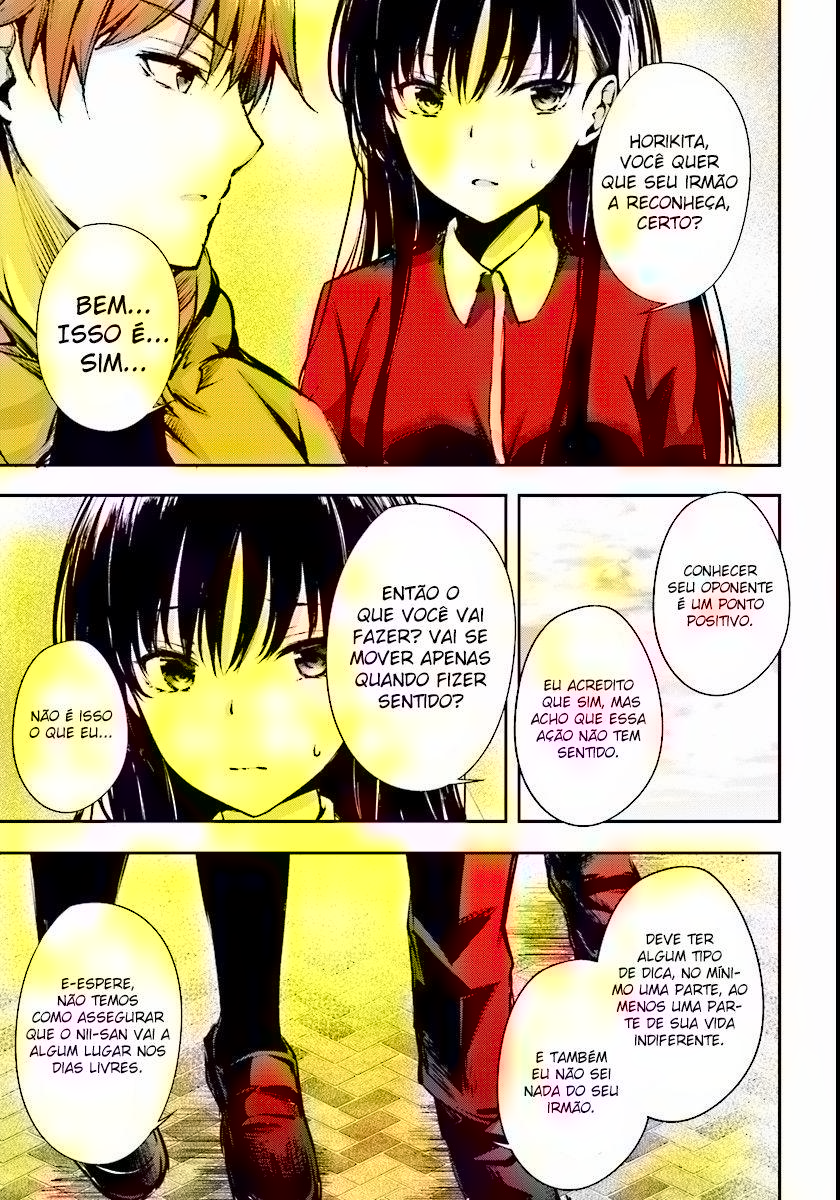 HORIKITA,
VOCÊ QUER
QUE SEU IRMÃO
A RECONHEÇA,
CERTO?
BEM...
ISSO É...
SIM...
CONHECER
SEU OPONENTE
É UM PONTO
POSITIVO.
EU ACREDITO
QUE SIM, MAS
ACHO QUE ESSA
AÇÃO NÃO TEM
SENTIDO.
ENTÃO O
QUE VOCÊ VAI
FAZER? VAI SE
MOVER APENAS
QUANDO FIZER
SENTIDO?
NÃO É ISSO
O QUE EU...
DEVE TER
ALGUM TIPO
DE DICA, NO MÍNI-
MO UMA PARTE, AO
MENOS UMA PAR-
TE DE SUA VIDA
INDIFERENTE.
E TAMBÉM
EU NÃO SEI
NADA DO SEU
IRMÃO.
E-ESPERE,
NÃO TEMOS
COMO ASSEGURAR
QUE O NII-SAN VAI A
ALGUM LUGAR NOS
DIAS LIVRES.